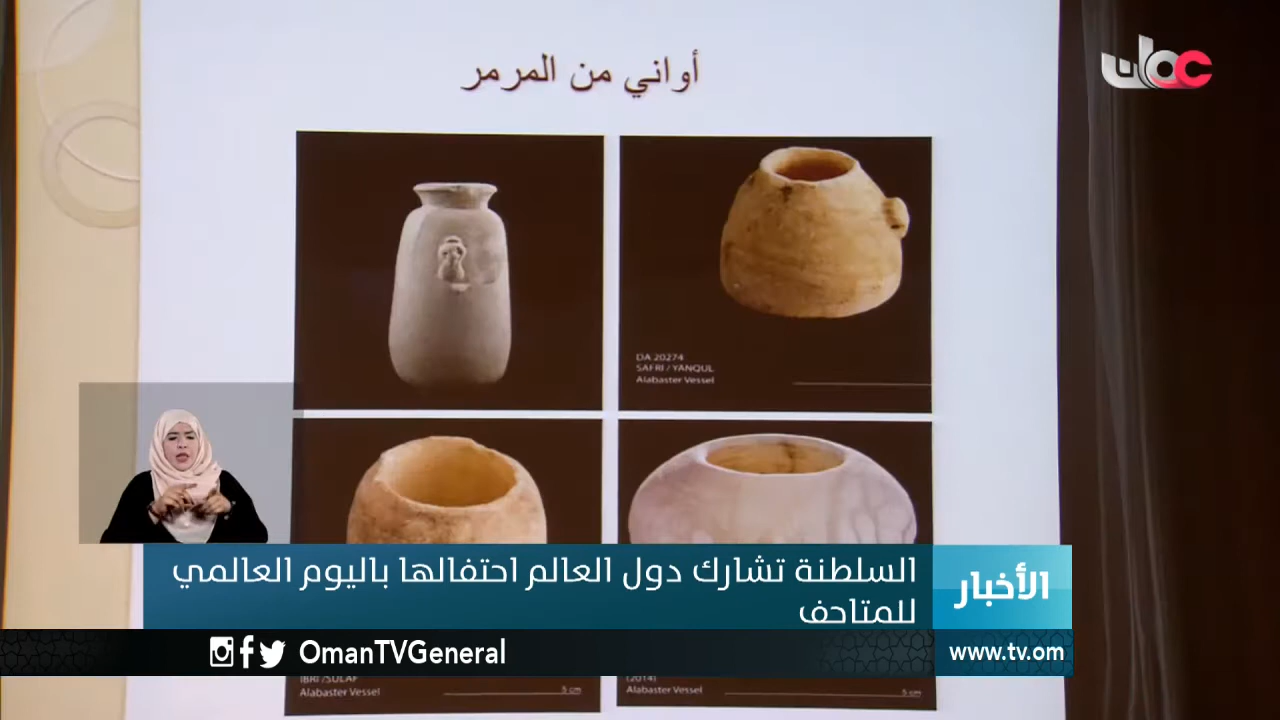 أواني من المرمر
عمان
DA 20274
SAFRI / YANQUL
Alabaster Vessel
الأخبار
السلطنة تشارك دول العالم احتفالها باليوم العالمي
للمتاحف
OmanTVGeneral
www.tv.om
IBRI /SULAF
Alabaster Vessel
5 cm
(2014)
Alabaster Vessel
5 cm